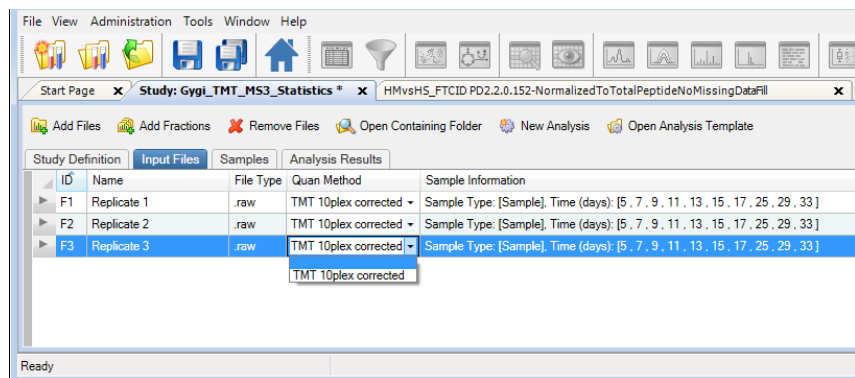 File View Administration Tools Window Help
Start Page x Study: Gygi_TMT_MS3_Statistics * x HMvsHS_FTCID PD2.2.0.152-NormalizedToTotalPeptideNoMissingDataFill x
Add Files Add Fractions Remove Files Open Containing Folder New Analysis Open Analysis Template
Study Definition Input Files Samples Analysis Results
ID Name File Type Quan Method Sample Information
F1 Replicate 1 .raw TMT 10plex corrected Sample Type: [Sample], Time (days): [5 , 7 , 9 , 11 , 13 , 15 , 17 , 25 , 29 , 33 ]
F2 Replicate 2 .raw TMT 10plex corrected Sample Type: [Sample], Time (days): [5 , 7 , 9 , 11 , 13 , 15 , 17 , 25 , 29 , 33 ]
F3 Replicate 3 .raw TMT 10plex corrected Sample Type: [Sample], Time (days): [5 , 7 , 9 , 11 , 13 , 15 , 17 , 25 , 29 , 33 ]
TMT 10plex corrected
Ready